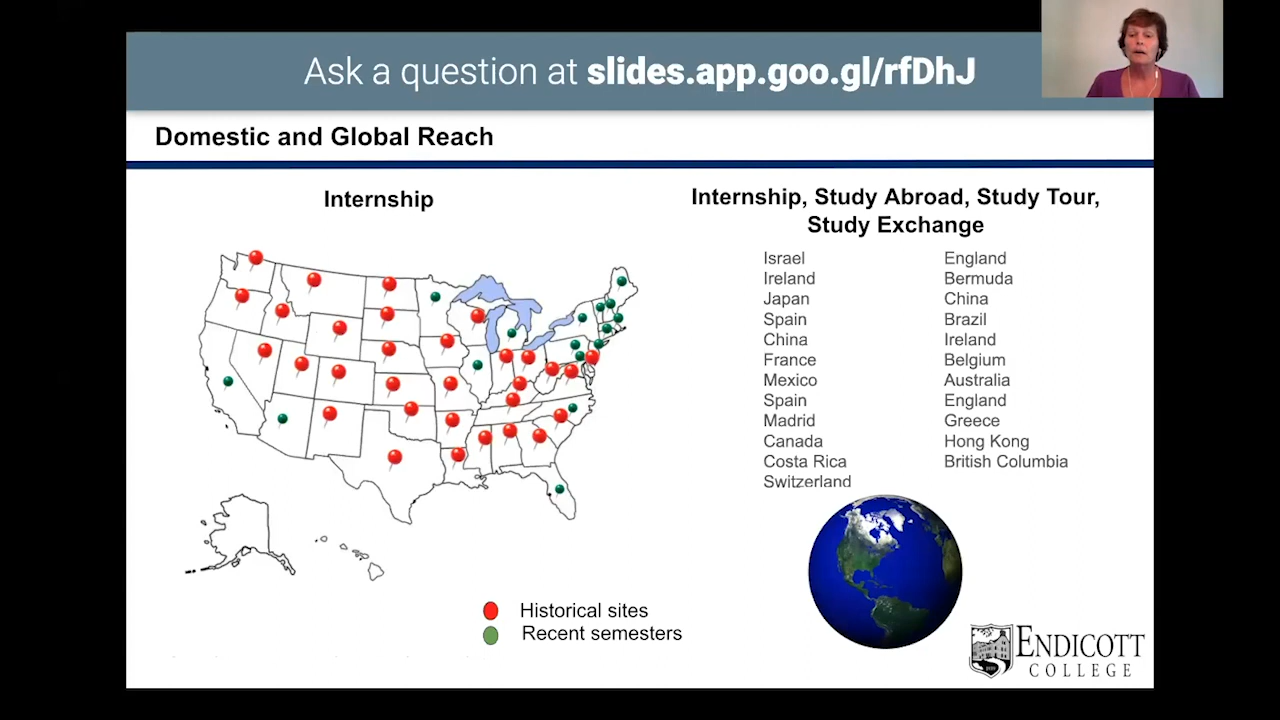 Ask a question at slides.app.goo.gl/rfDhJ
Domestic and Global Reach
Internship
Internship, Study Abroad, Study Tour,
Study Exchange
Israel
Ireland
Japan
Spain
China
France
Mexico
Spain
Madrid
Canada
Costa Rica
Switzerland
England
Bermuda
China
Brazil
Ireland
Belgium
Australia
England
Greece
Hong Kong
British Columbia
Historical sites
Recent semesters
ENDICOTT
COLLEGE